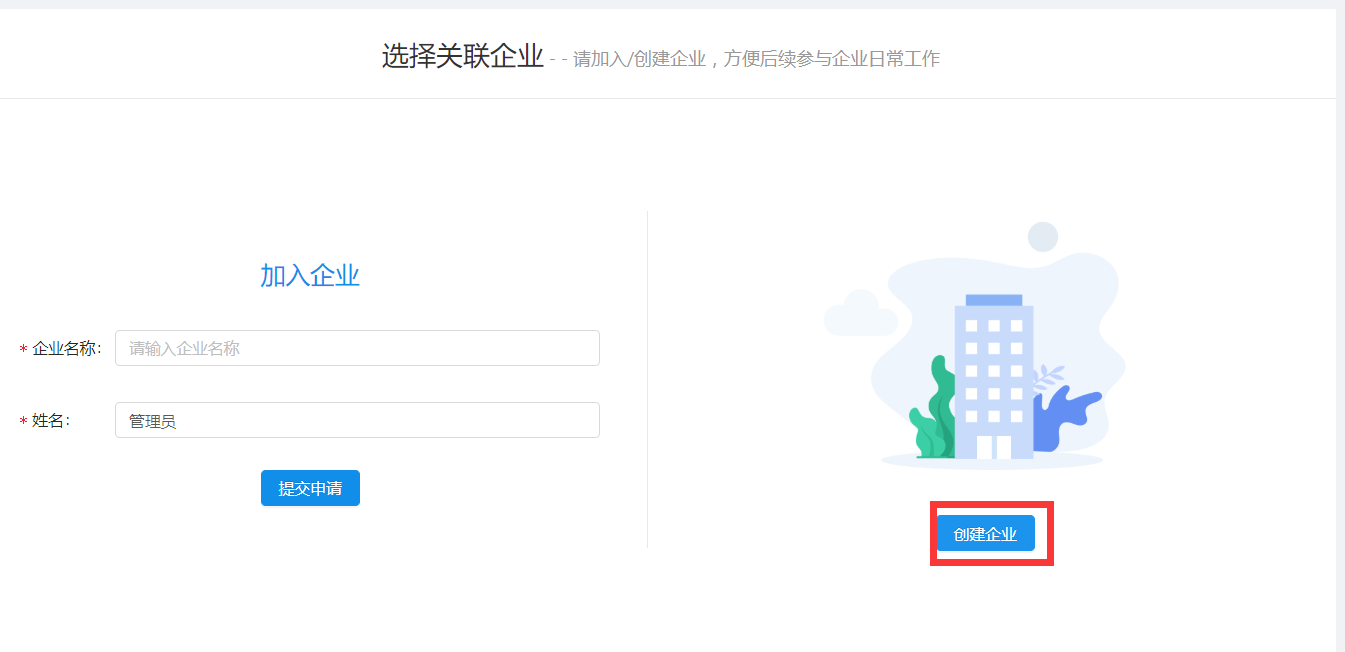 选择关联企业 - - 请加入/创建企业，方便后续参与企业日常工作
加入企业
* 企业名称: 请输入企业名称
* 姓名: 管理员
提交申请
创建企业